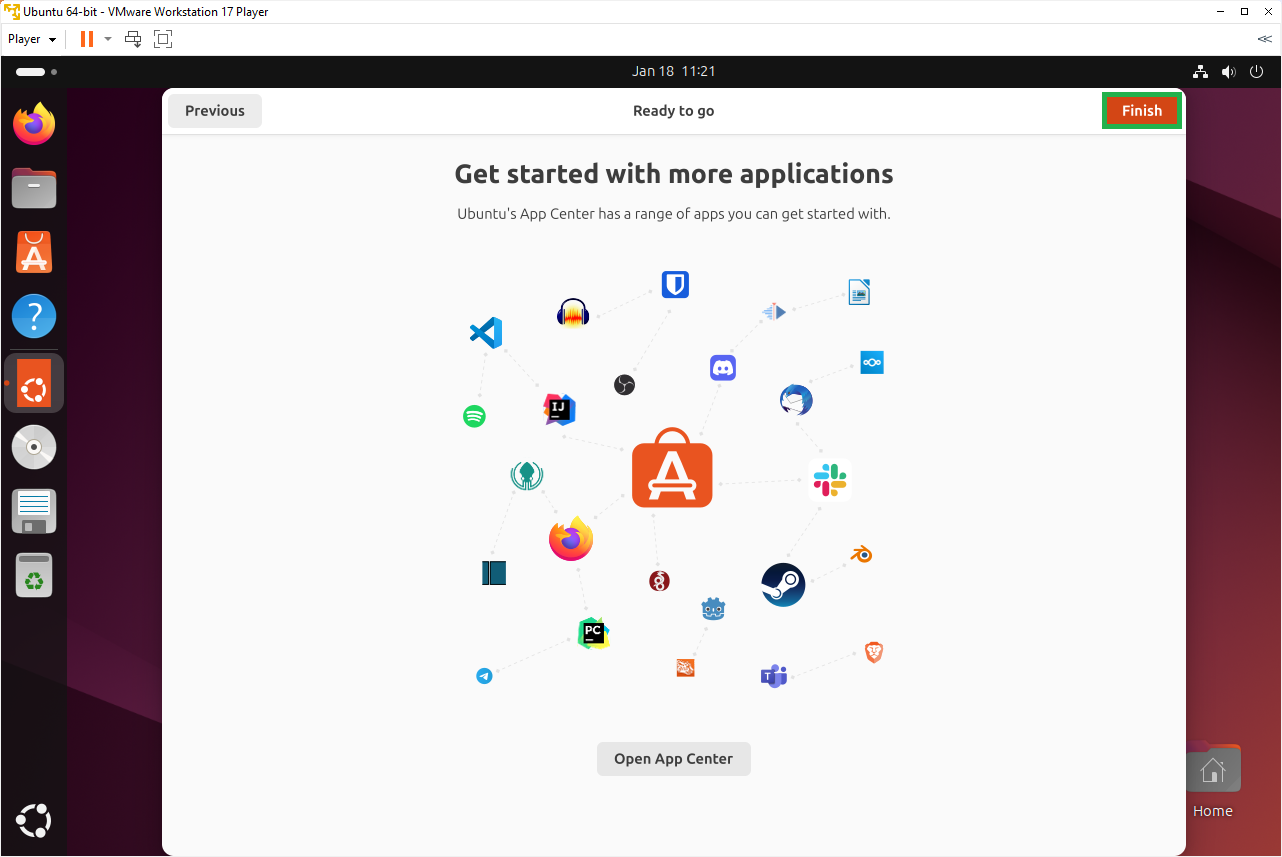 Ubuntu 64-bit - VMware Workstation 17 Player
Player
Jan 18 11:21
Previous
Ready to go
Finish
Get started with more applications
Ubuntu's App Center has a range of apps you can get started with.
IJ
PC
T
Open App Center
Home